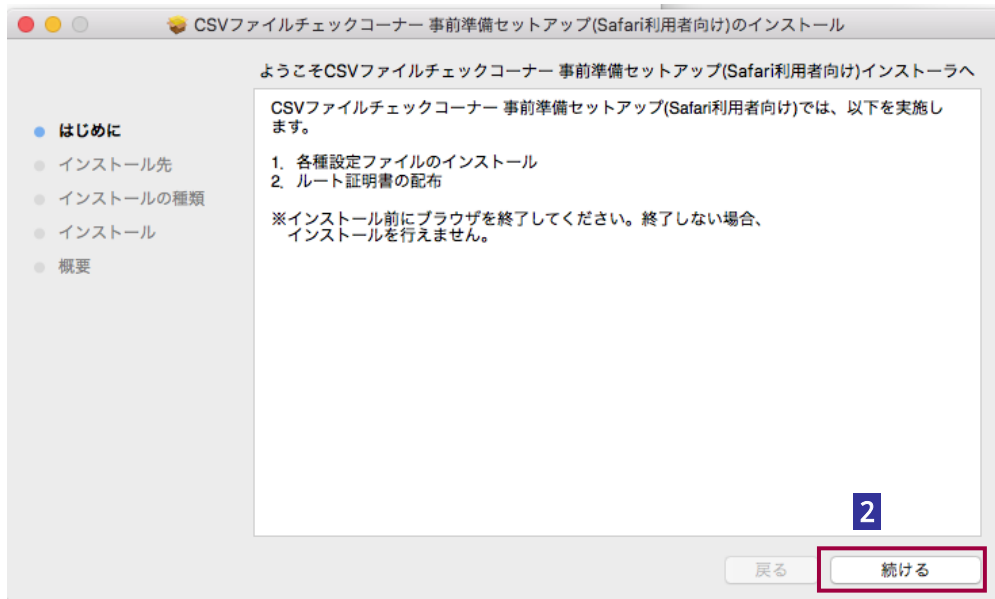 CSVファイルチェックコーナー 事前準備セットアップ(Safari利用者向け)のインストール
ようこそCSVファイルチェックコーナー 事前準備セットアップ(Safari利用者向け)インストーラへ
はじめに
インストール先
インストールの種類
インストール
概要
CSVファイルチェックコーナー 事前準備セットアップ(Safari利用者向け)では、以下を実施し
ます。
1．各種設定ファイルのインストール
2．ルート証明書の配布
※インストール前にブラウザを終了してください。終了しない場合、
インストールを行えません。
2
戻る
続ける